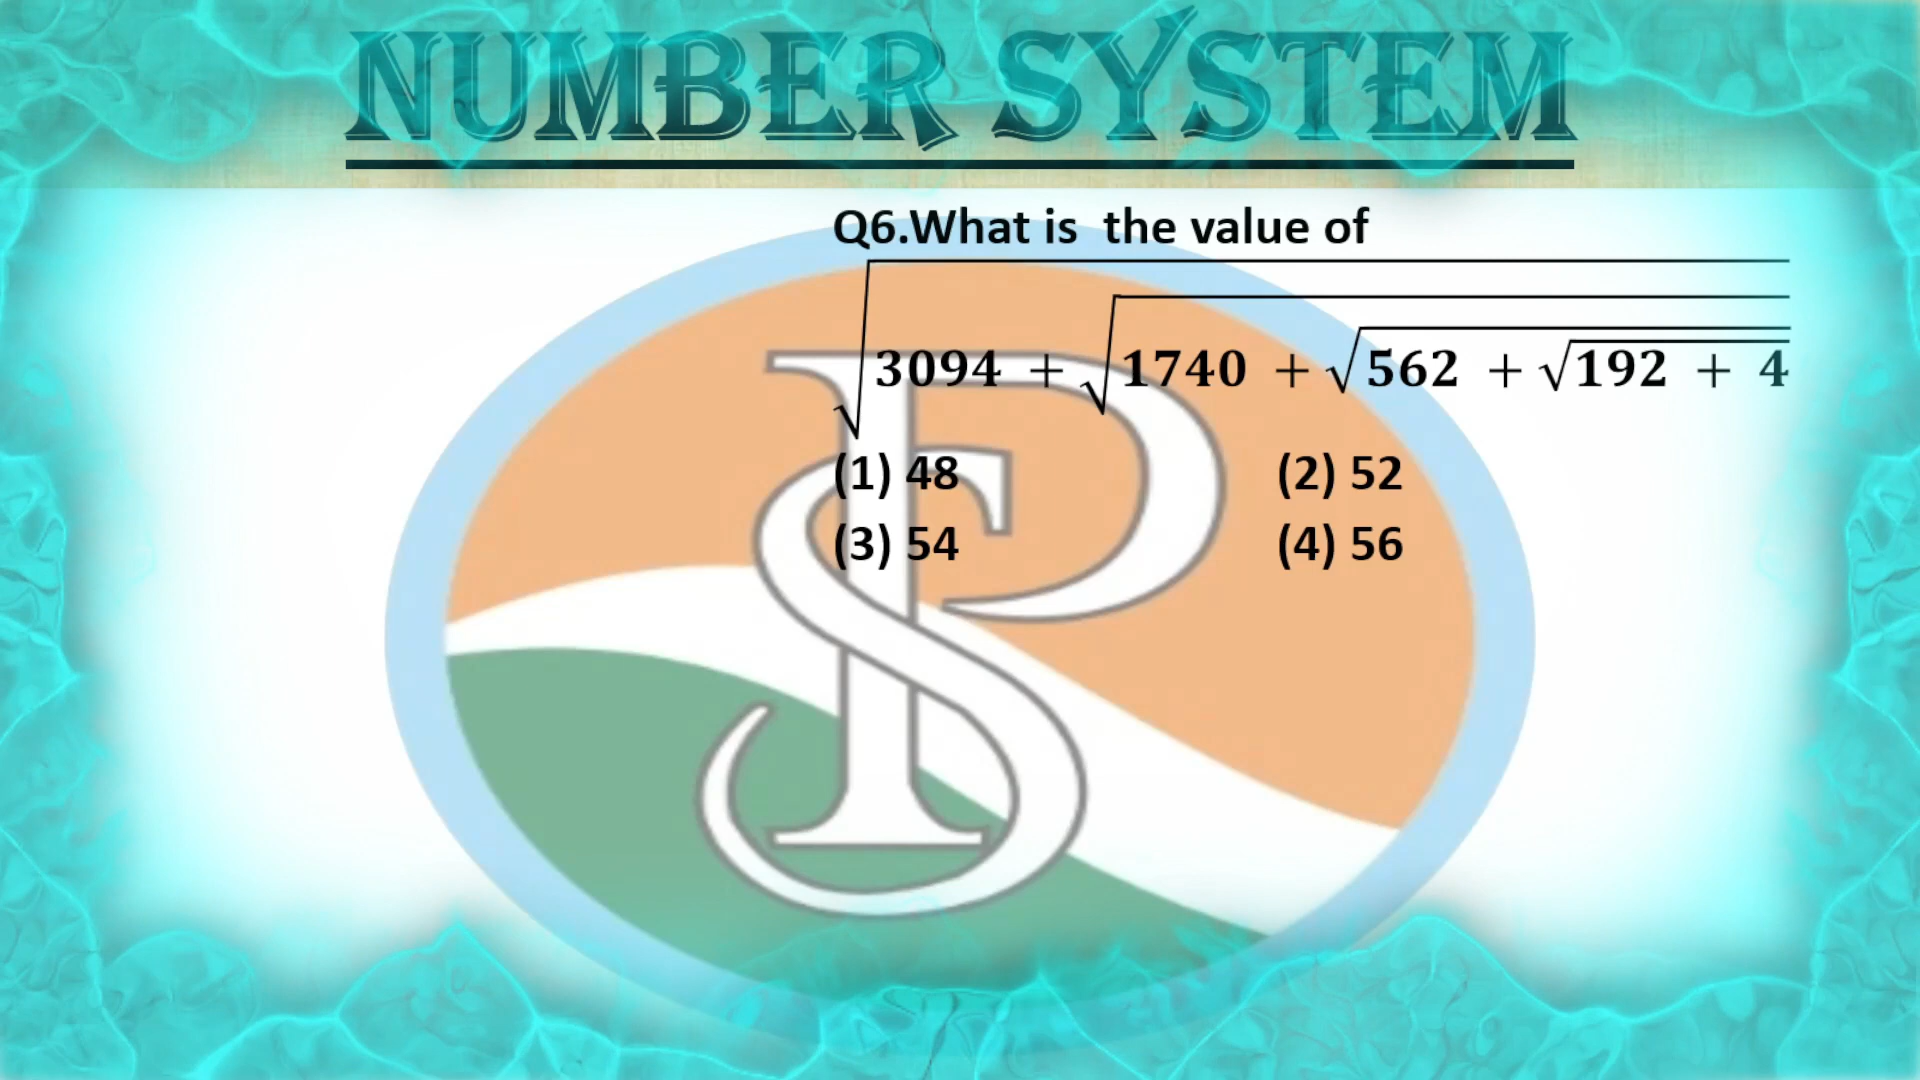 NUMBER SYSTEM
Q6.What is the value of
√(3094 + √(1740 + √(562 + √(192 + 4))))
(1) 48 (2) 52
(3) 54 (4) 56